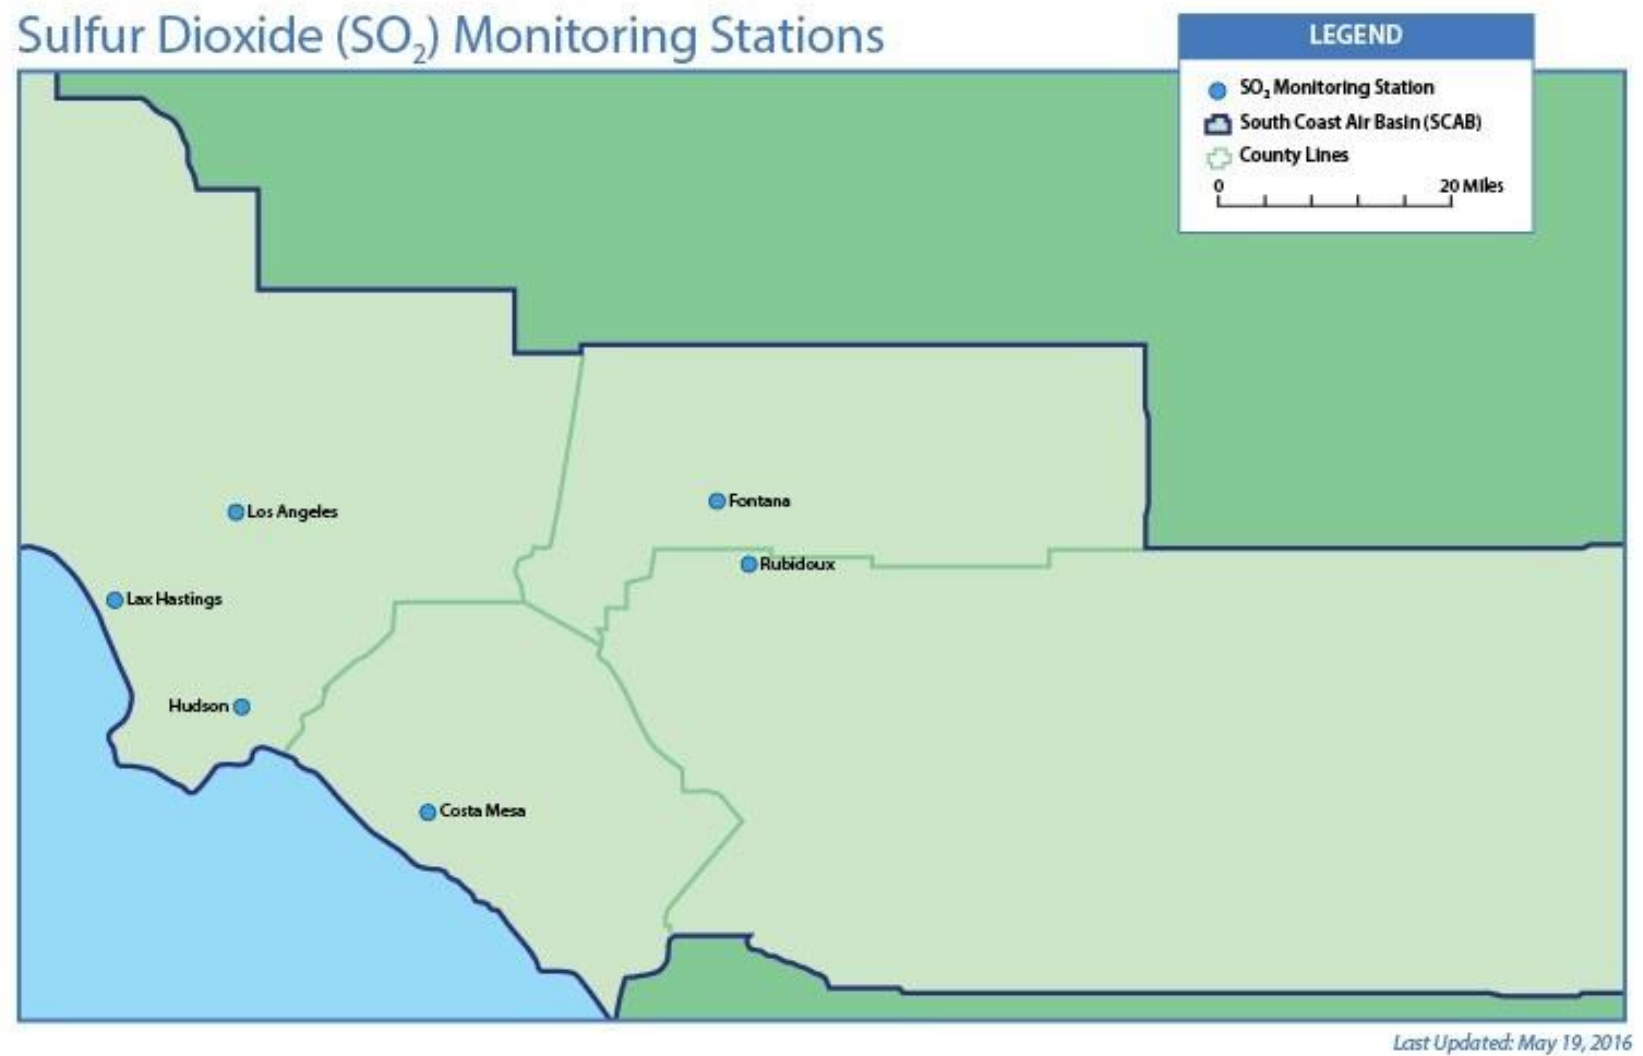 Sulfur Dioxide (SO₂) Monitoring Stations
LEGEND
SO₂ Monitoring Station
South Coast Air Basin (SCAB)
County Lines
0 20 Miles
Fontana
Los Angeles
Rubidoux
Lax Hastings
Hudson
Costa Mesa
Last Updated: May 19, 2016